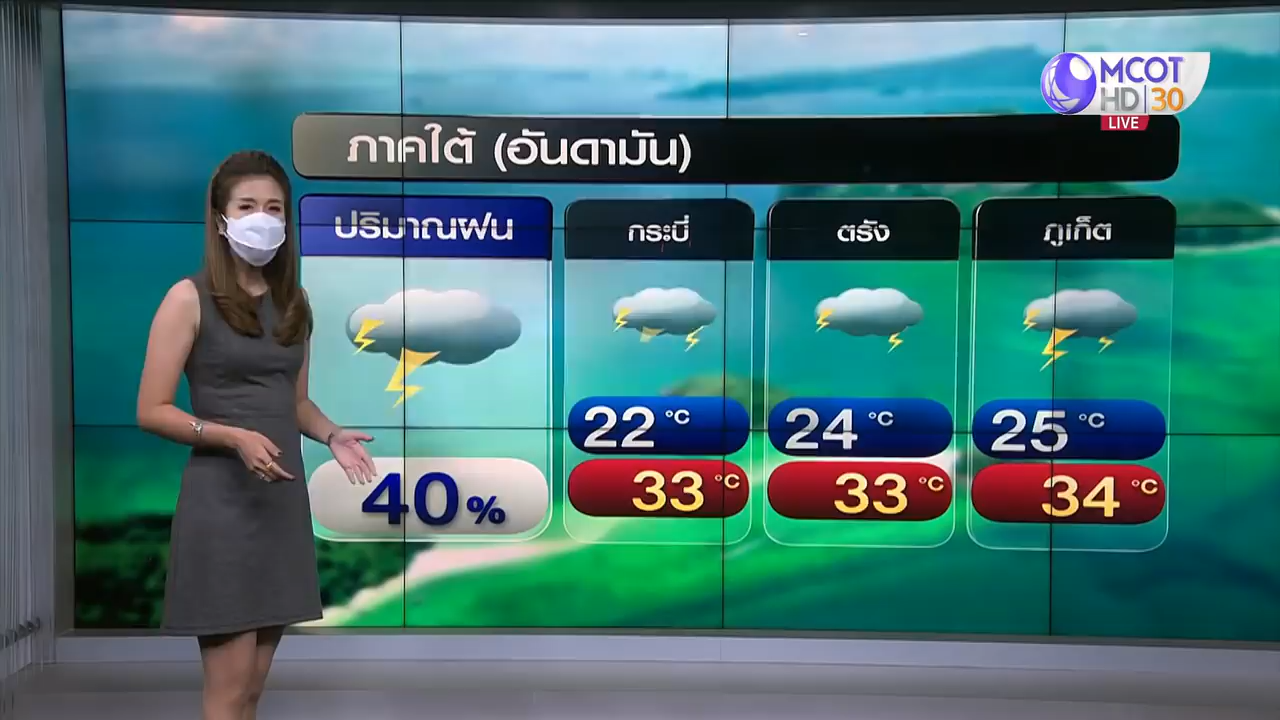 MCOT
HD 30
LIVE
ภาคใต้ (อันดามัน)
ปริมาณฝน
กระบี่
ตรัง
ภูเก็ต
22 °C
24 °C
25 °C
40 %
33 °C
33 °C
34 °C